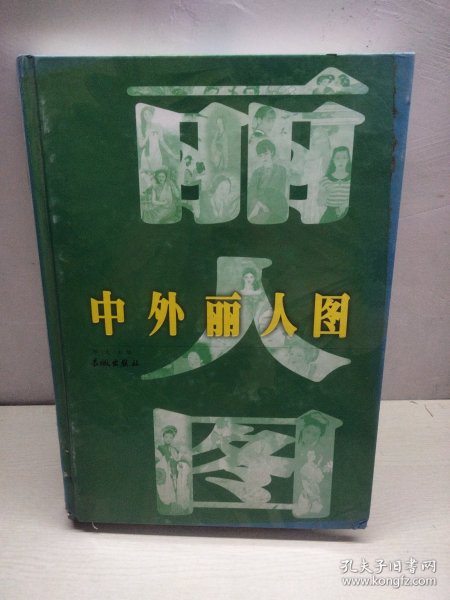 丽
人
图
中外丽人图
长城出版社
孔夫子旧书网
www.kongfz.com